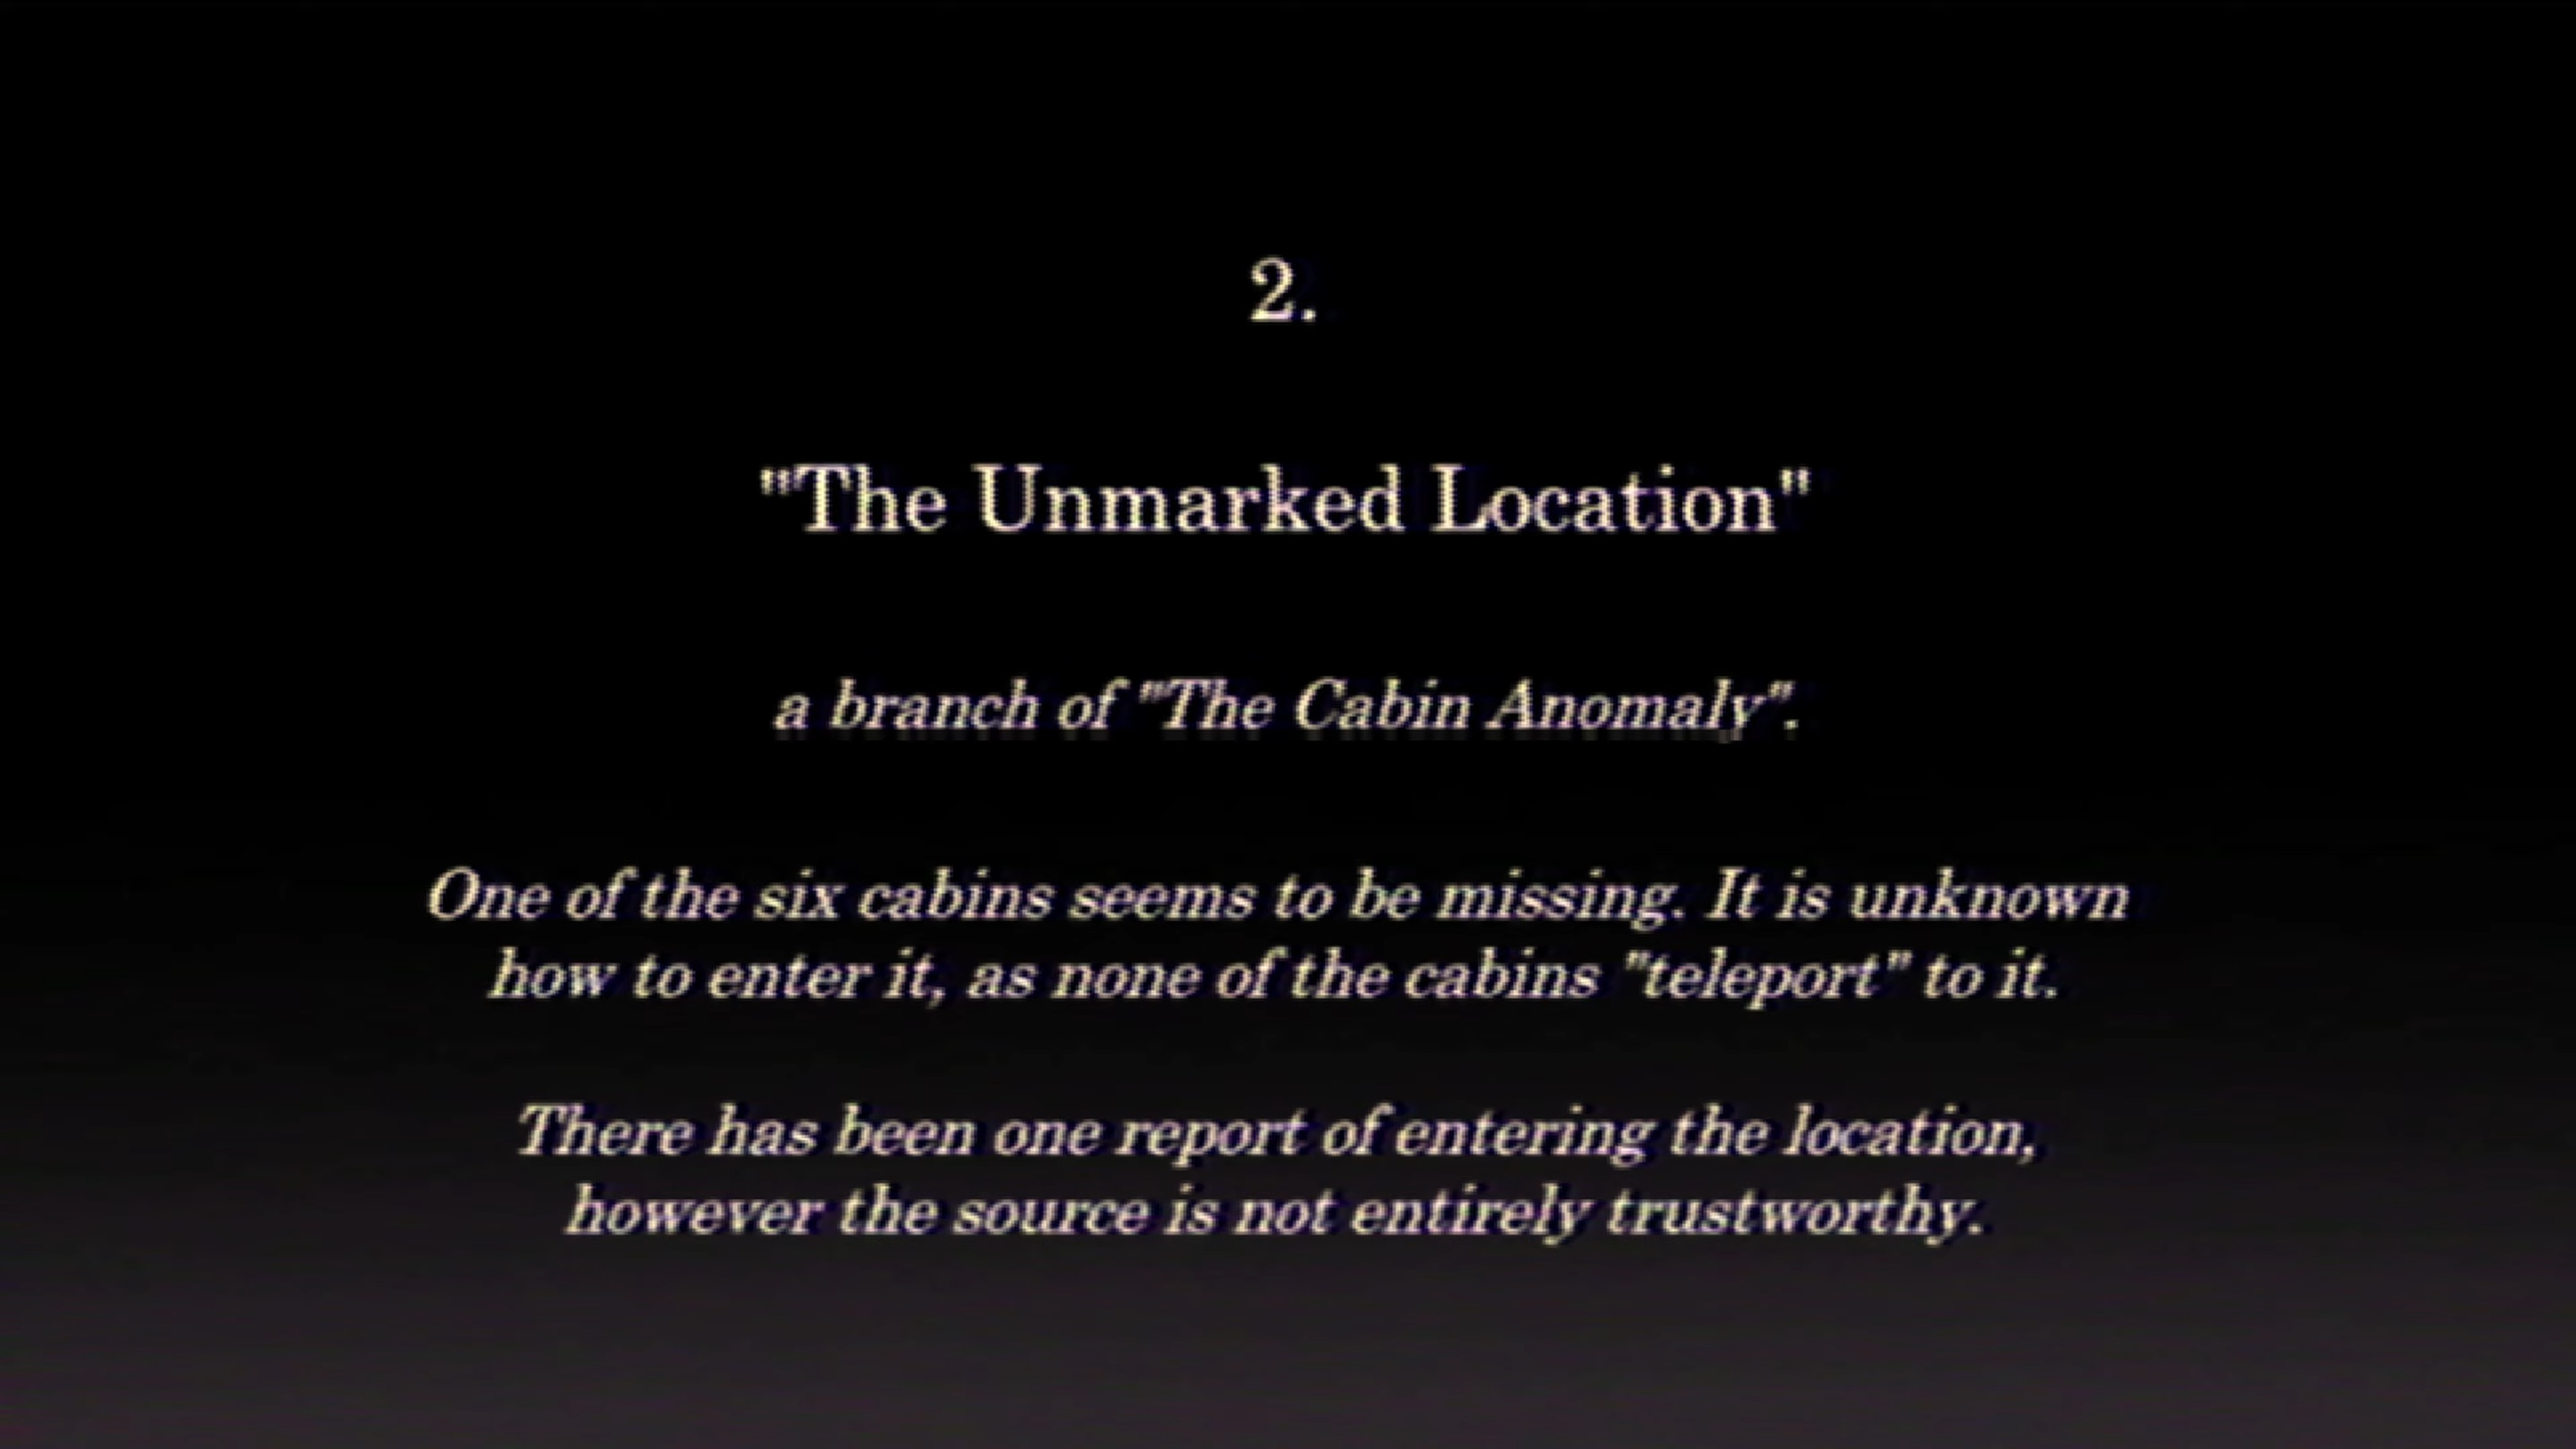 2.
"The Unmarked Location"
a branch of "The Cabin Anomaly".
One of the six cabins seems to be missing. It is unknown
how to enter it, as none of the cabins "teleport" to it.
There has been one report of entering the location,
however the source is not entirely trustworthy.